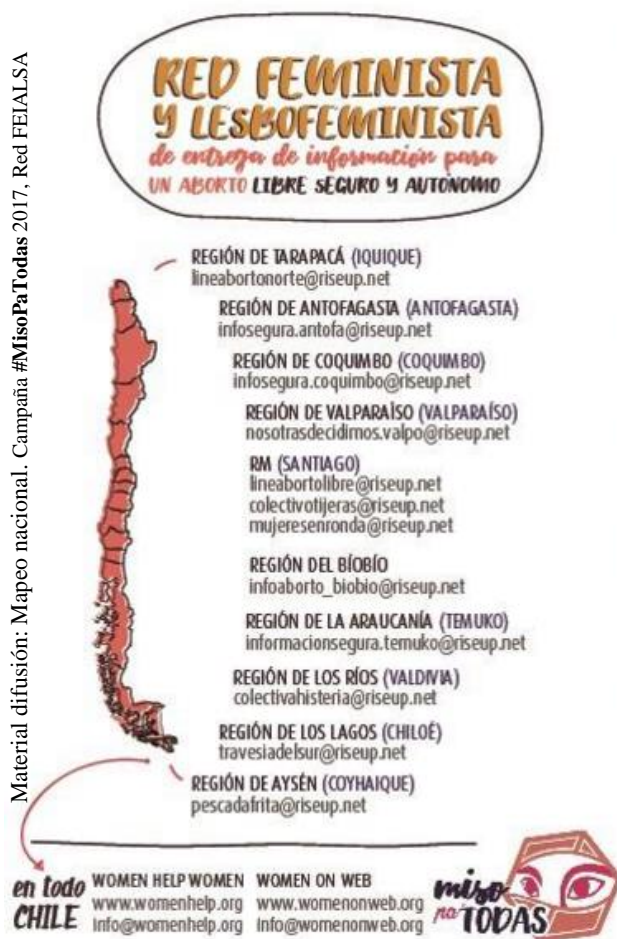 Material difusión: Mapeo nacional. Campaña #MisoPaTodas 2017, Red FEIALSA
RED FEMINISTA
Y LESBOFEMINISTA
de entrega de información para
UN ABORTO LIBRE SEGURO Y AUTÓNOMO
REGIÓN DE TARAPACÁ (IQUIQUE)
lineabortonorte@riseup.net
REGIÓN DE ANTOFAGASTA (ANTOFAGASTA)
infosegura.antofa@riseup.net
REGIÓN DE COQUIMBO (COQUIMBO)
infosegura.coquimbo@riseup.net
REGIÓN DE VALPARAÍSO (VALPARAÍSO)
nosotrasdecidimos.valpo@riseup.net
RM (SANTIAGO)
lineabortolibre@riseup.net
colectivotijeras@riseup.net
mujeresenronda@riseup.net
REGIÓN DEL BÍOBÍO
infoaborto_biobio@riseup.net
REGIÓN DE LA ARAUCANÍA (TEMUKO)
informacionsegura.temuko@riseup.net
REGIÓN DE LOS RÍOS (VALDIVIA)
colectivahisteria@riseup.net
REGIÓN DE LOS LAGOS (CHILOÉ)
travesiadelsur@riseup.net
REGIÓN DE AYSÉN (COYHAIQUE)
pescadafrita@riseup.net
en todo
CHILE
WOMEN HELP WOMEN
www.womenhelp.org
info@womenhelp.org
WOMEN ON WEB
www.womenonweb.org
info@womenonweb.org
miso
pa' TODAS